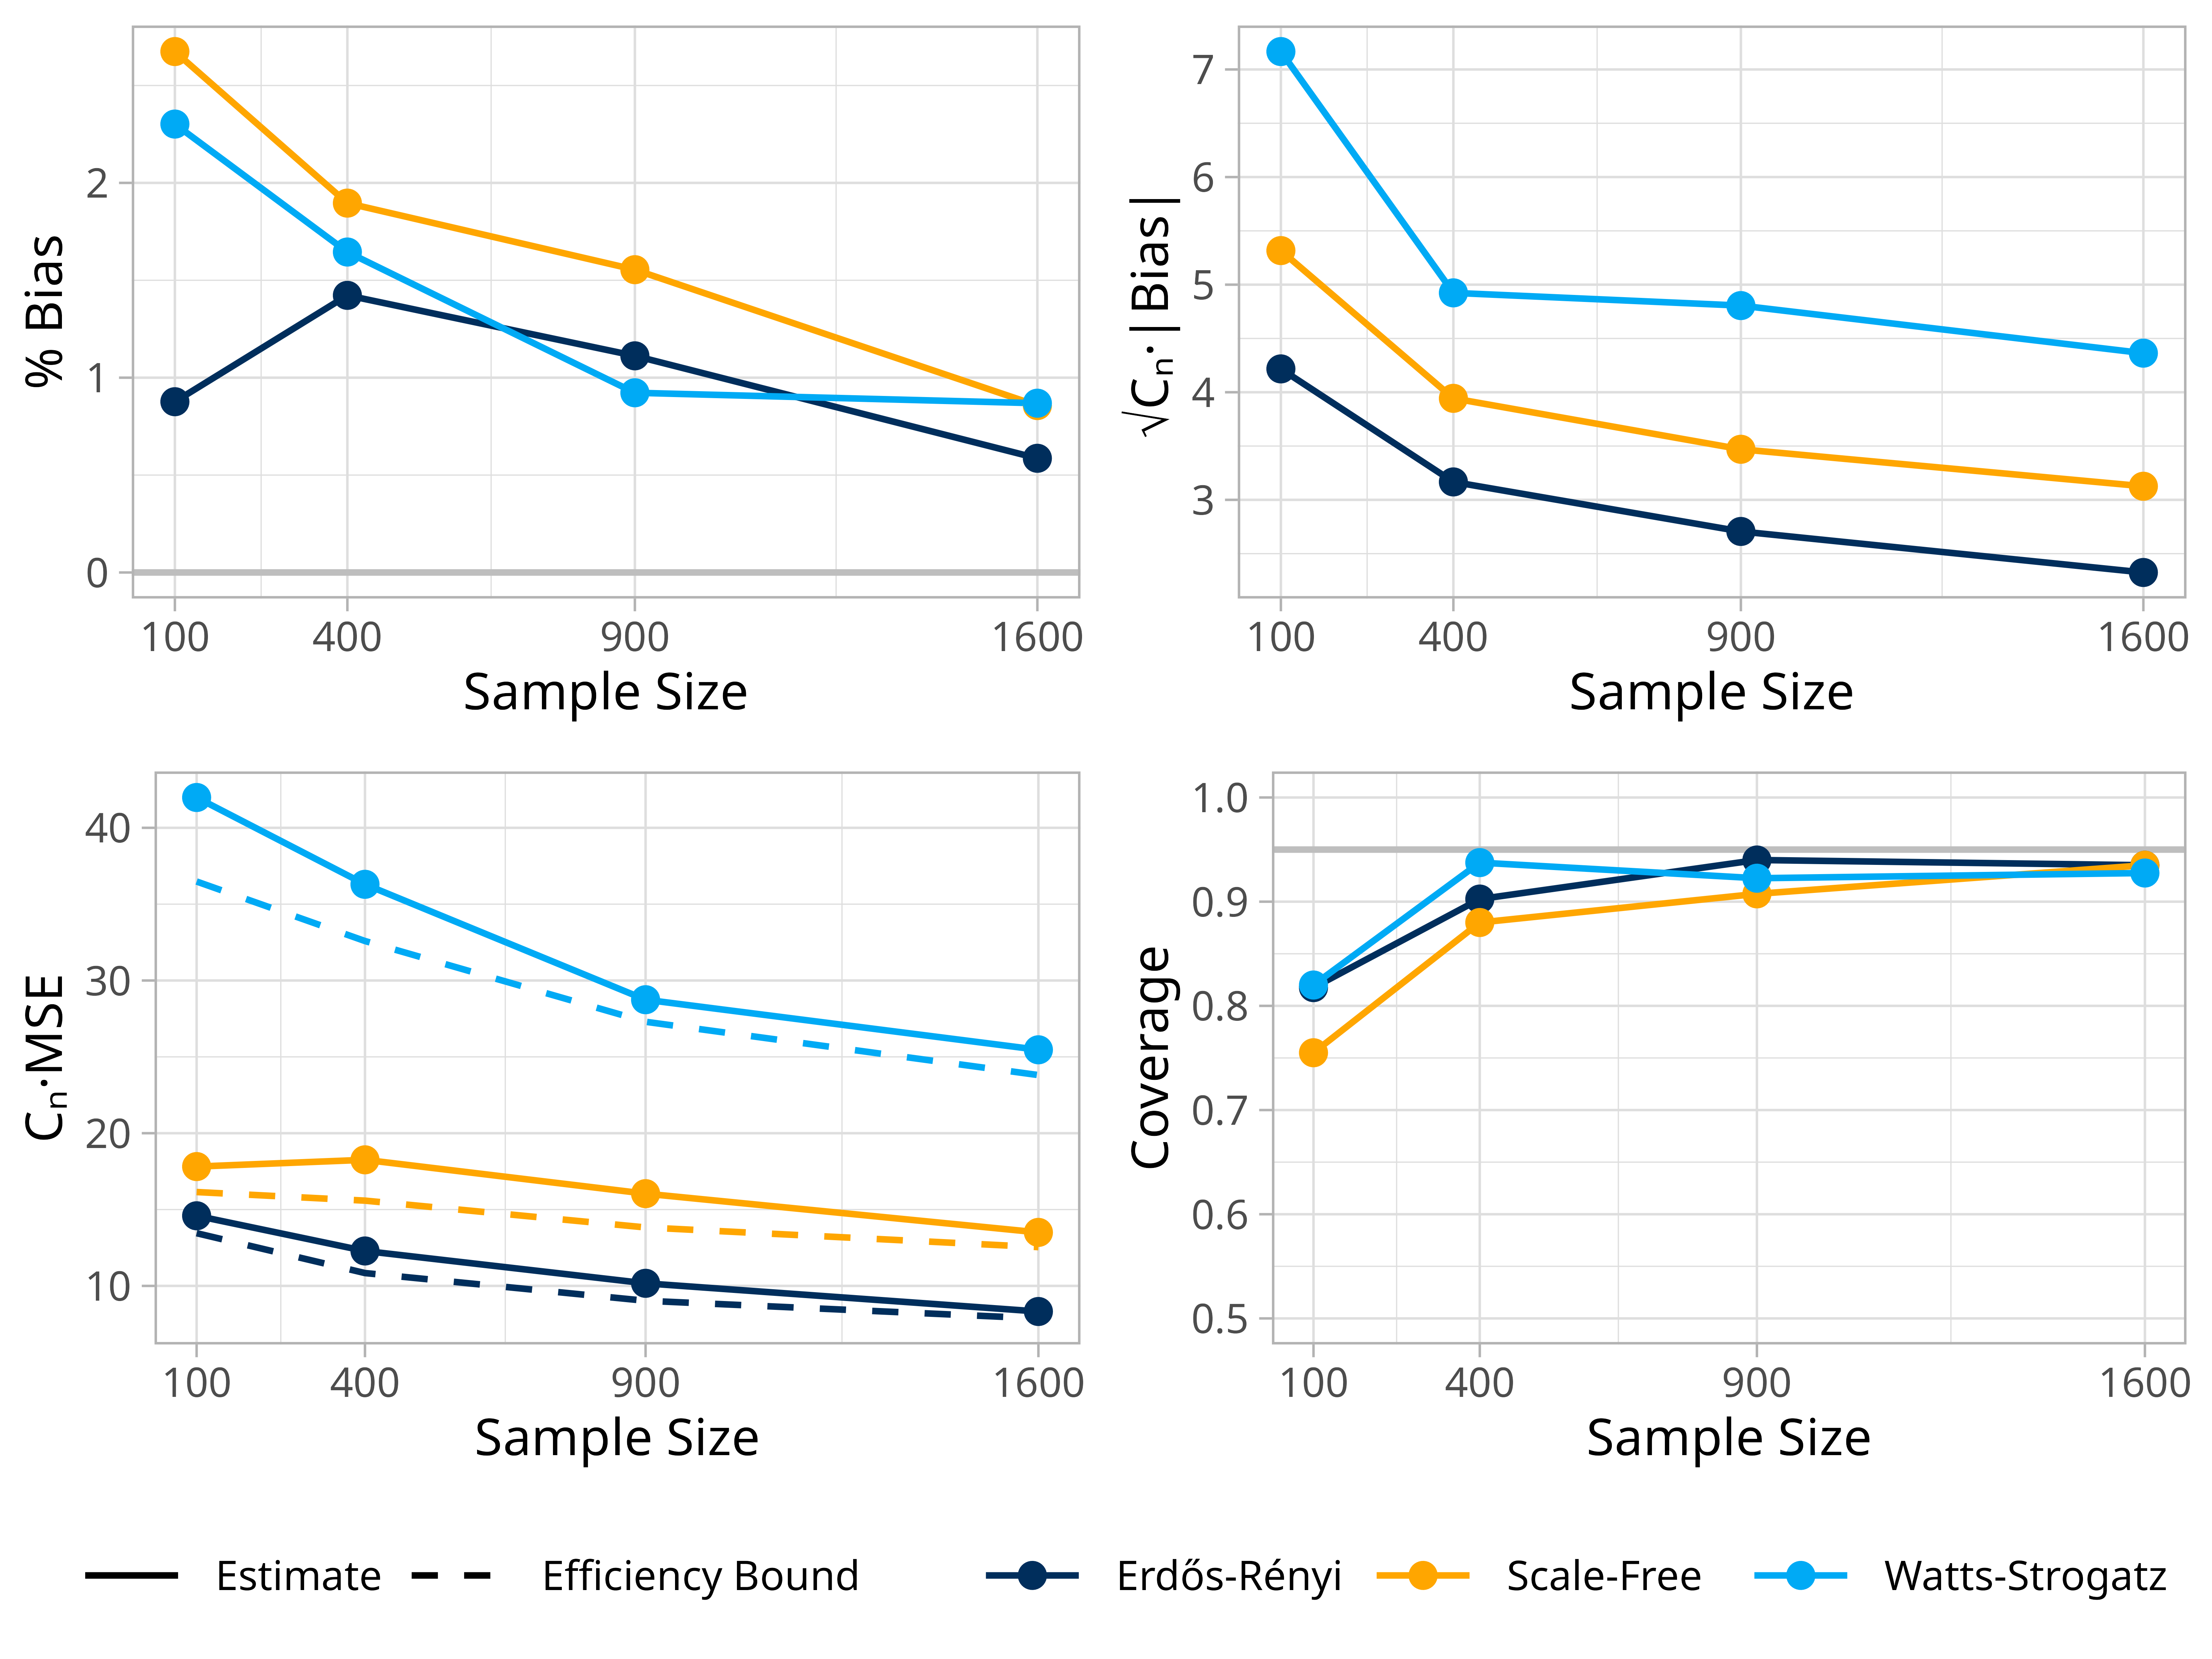 2
1
0
% Bias
100 400 900 1600
Sample Size
7
6
5
4
3
√Cₙ·|Bias|
100 400 900 1600
Sample Size
40
30
20
10
Cₙ·MSE
100 400 900 1600
Sample Size
1.0
0.9
0.8
0.7
0.6
0.5
Coverage
100 400 900 1600
Sample Size
Estimate Efficiency Bound Erdős-Rényi Scale-Free Watts-Strogatz